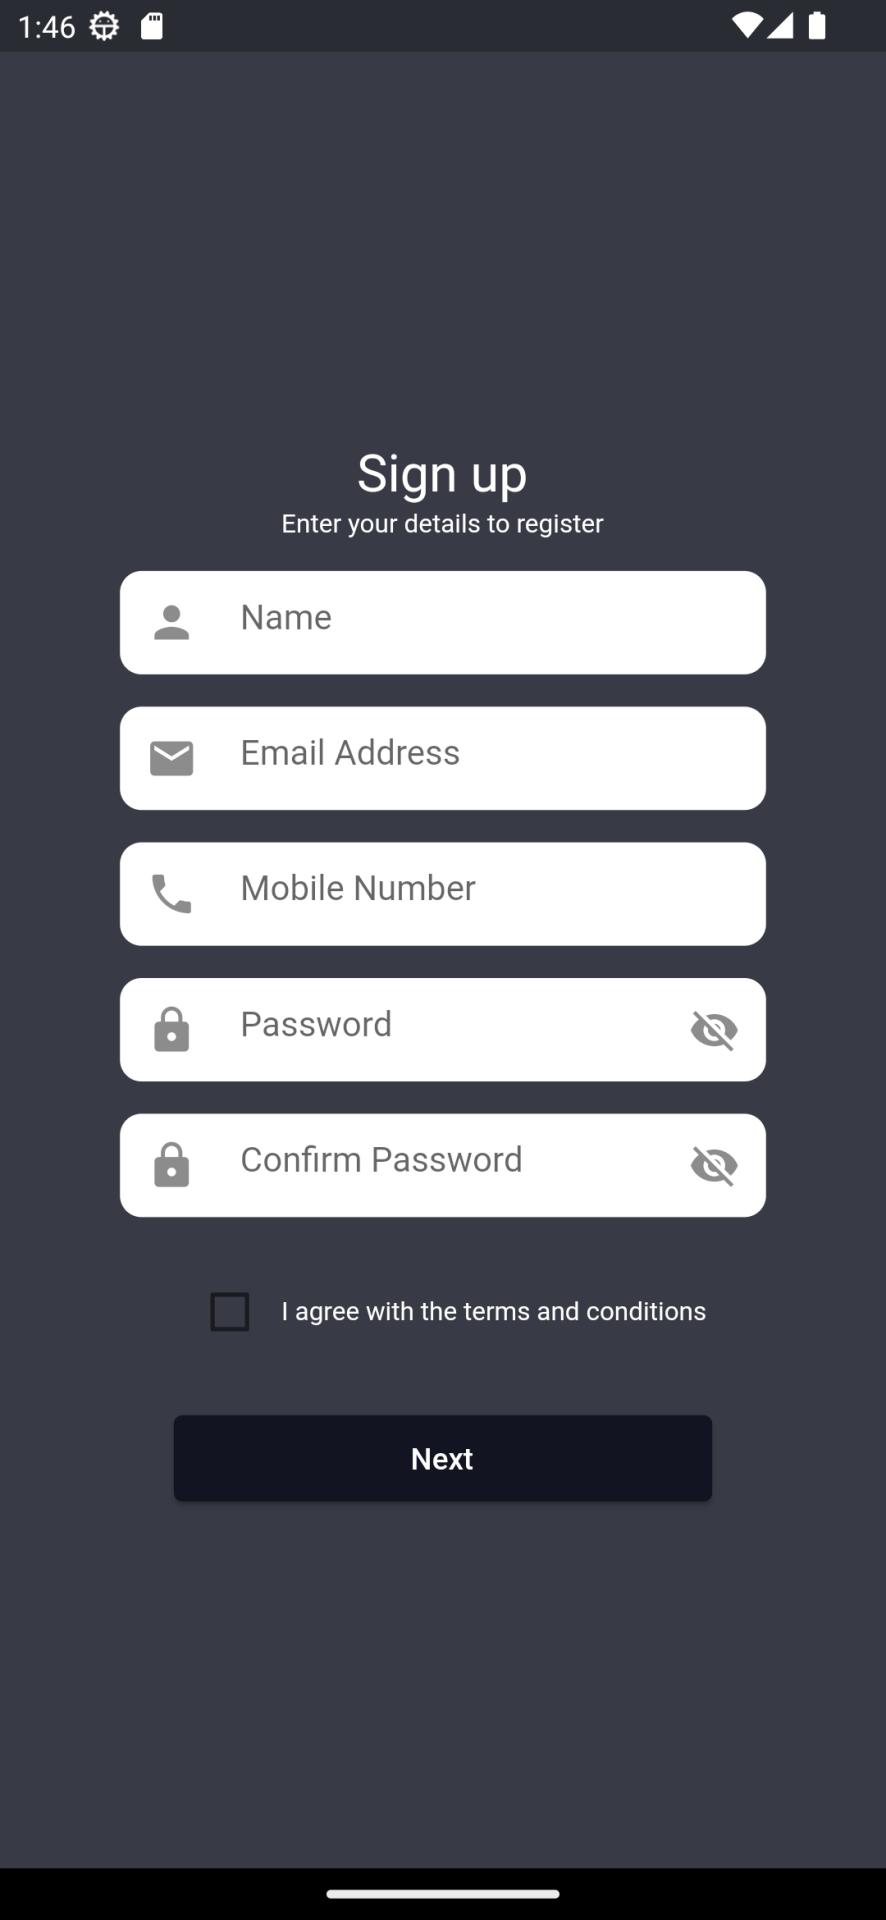 1:46
Sign up
Enter your details to register
Name
Email Address
Mobile Number
Password
Confirm Password
I agree with the terms and conditions
Next